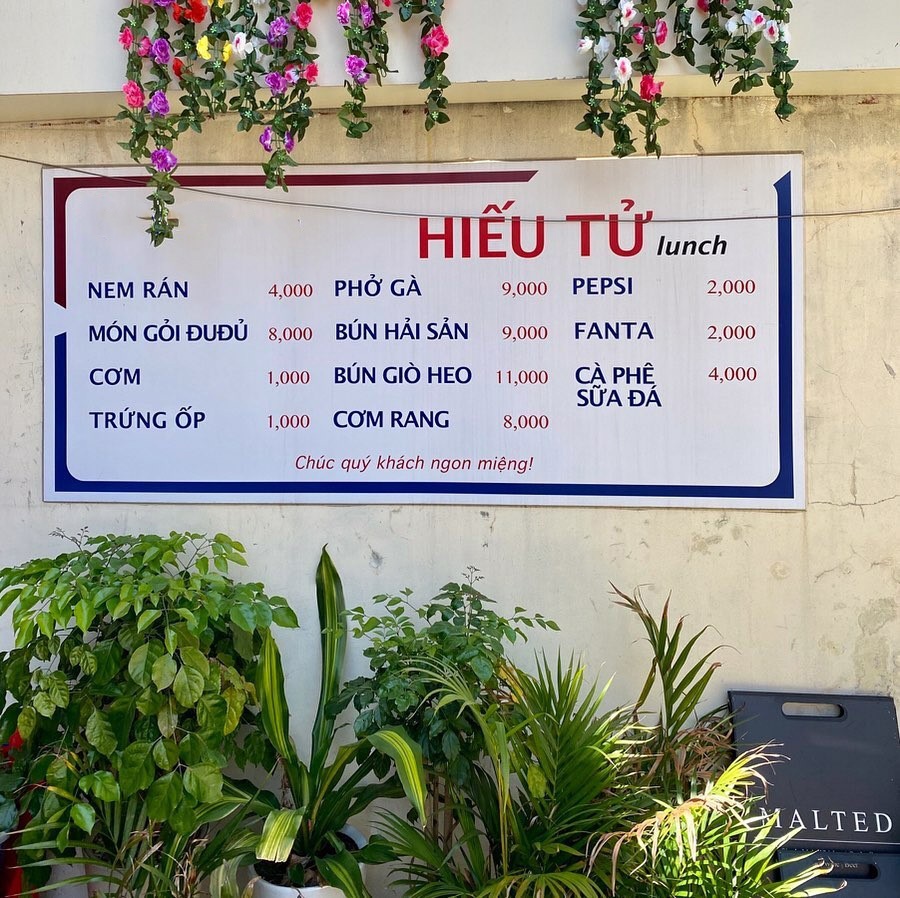 HIẾU TỬ lunch
NEM RÁN 4,000
MÓN GỎI ĐUĐỦ 8,000
CƠM 1,000
TRỨNG ỐP 1,000
PHỞ GÀ 9,000
BÚN HẢI SẢN 9,000
BÚN GIÒ HEO 11,000
CƠM RANG 8,000
PEPSI 2,000
FANTA 2,000
CÀ PHÊ 4,000
SỮA ĐÁ
Chúc quý khách ngon miệng!
MALTED